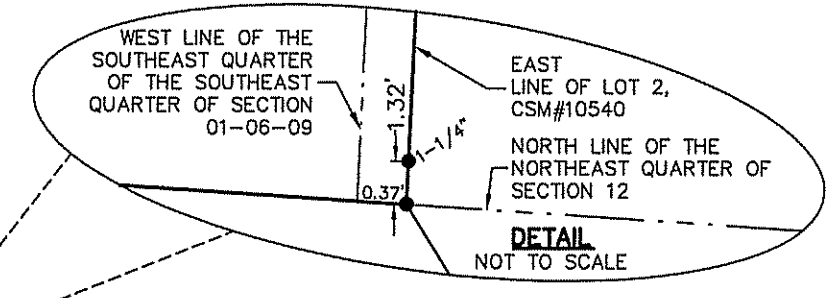 WEST LINE OF THE
SOUTHEAST QUARTER
OF THE SOUTHEAST
QUARTER OF SECTION
01-06-09
1.32'
1-1/4"
0.37'
EAST
LINE OF LOT 2,
CSM#10540
NORTH LINE OF THE
NORTHEAST QUARTER OF
SECTION 12
DETAIL
NOT TO SCALE